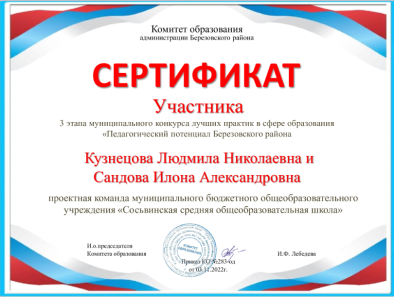 Комитет образования
администрации Березовского района
СЕРТИФИКАТ
Участника
3 этапа муниципального конкурса лучших практик в сфере образования
«Педагогический потенциал Березовского района
Кузнецова Людмила Николаевна и
Сандова Илона Александровна
проектная команда муниципального бюджетного общеобразовательного
учреждения «Сосьвинская средняя общеобразовательная школа»
И.о.председателя
Комитета образования
И.Ф. Лебедева
Приказ КО №283-од
от 03.11.2022г.